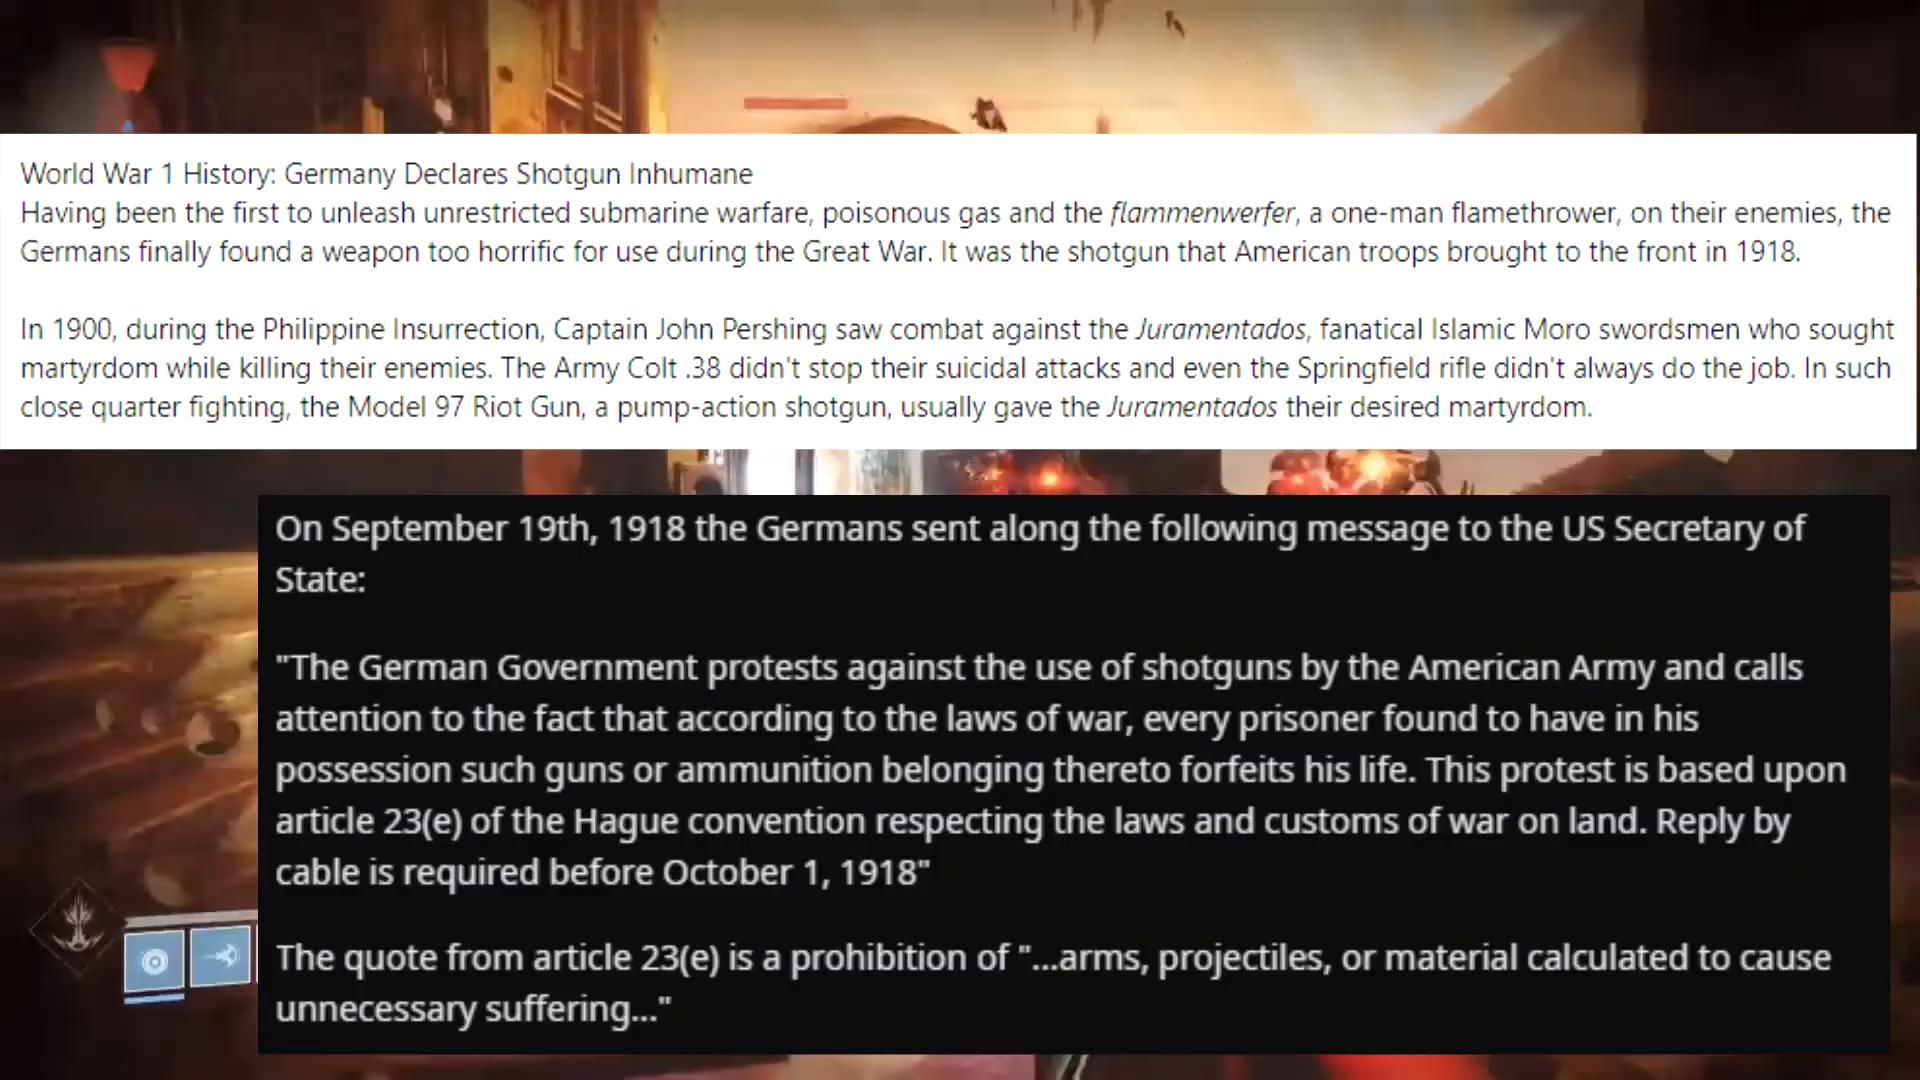 World War 1 History: Germany Declares Shotgun Inhumane
Having been the first to unleash unrestricted submarine warfare, poisonous gas and the flammenwerfer, a one-man flamethrower, on their enemies, the
Germans finally found a weapon too horrific for use during the Great War. It was the shotgun that American troops brought to the front in 1918.
In 1900, during the Philippine Insurrection, Captain John Pershing saw combat against the Juramentados, fanatical Islamic Moro swordsmen who sought
martyrdom while killing their enemies. The Army Colt .38 didn't stop their suicidal attacks and even the Springfield rifle didn't always do the job. In such
close quarter fighting, the Model 97 Riot Gun, a pump-action shotgun, usually gave the Juramentados their desired martyrdom.
On September 19th, 1918 the Germans sent along the following message to the US Secretary of
State:
"The German Government protests against the use of shotguns by the American Army and calls
attention to the fact that according to the laws of war, every prisoner found to have in his
possession such guns or ammunition belonging thereto forfeits his life. This protest is based upon
article 23(e) of the Hague convention respecting the laws and customs of war on land. Reply by
cable is required before October 1, 1918"
The quote from article 23(e) is a prohibition of "...arms, projectiles, or material calculated to cause
unnecessary suffering..."